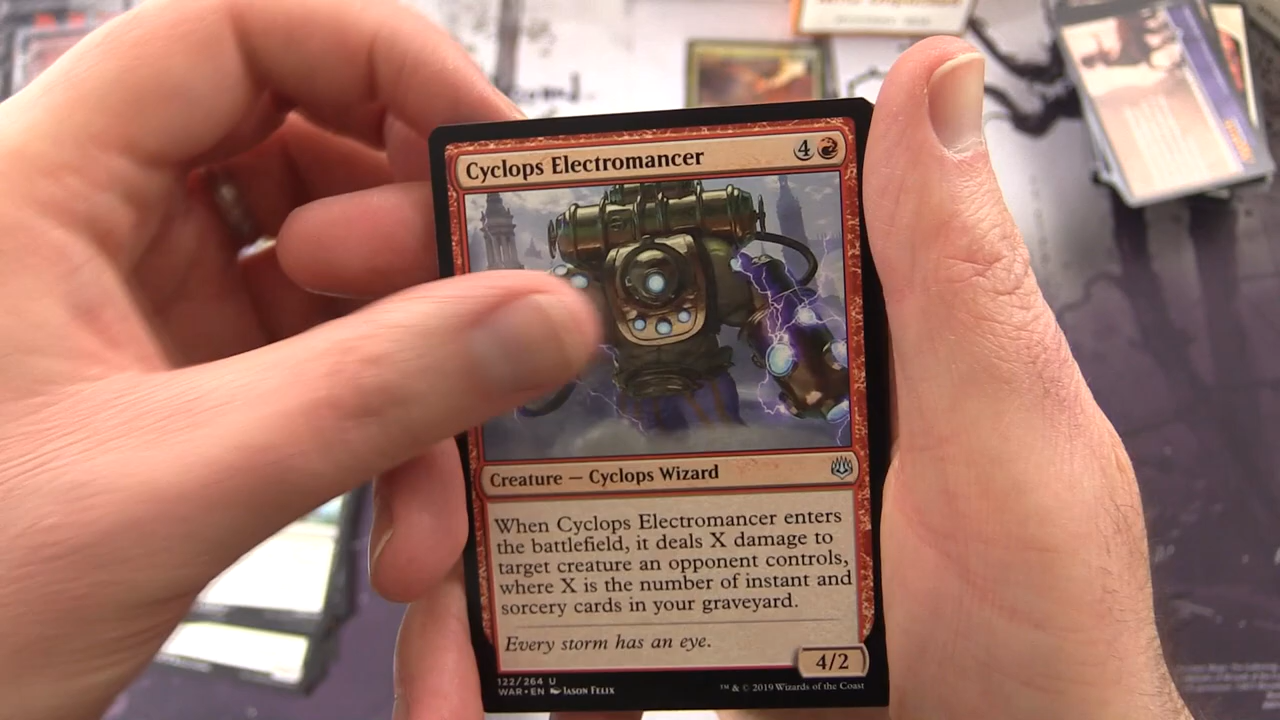 Cyclops Electromancer 4
Creature — Cyclops Wizard
When Cyclops Electromancer enters
the battlefield, it deals X damage to
target creature an opponent controls,
where X is the number of instant and
sorcery cards in your graveyard.
Every storm has an eye.
4/2
122/264 U
WAR • EN Jason Felix
™ & © 2019 Wizards of the Coast